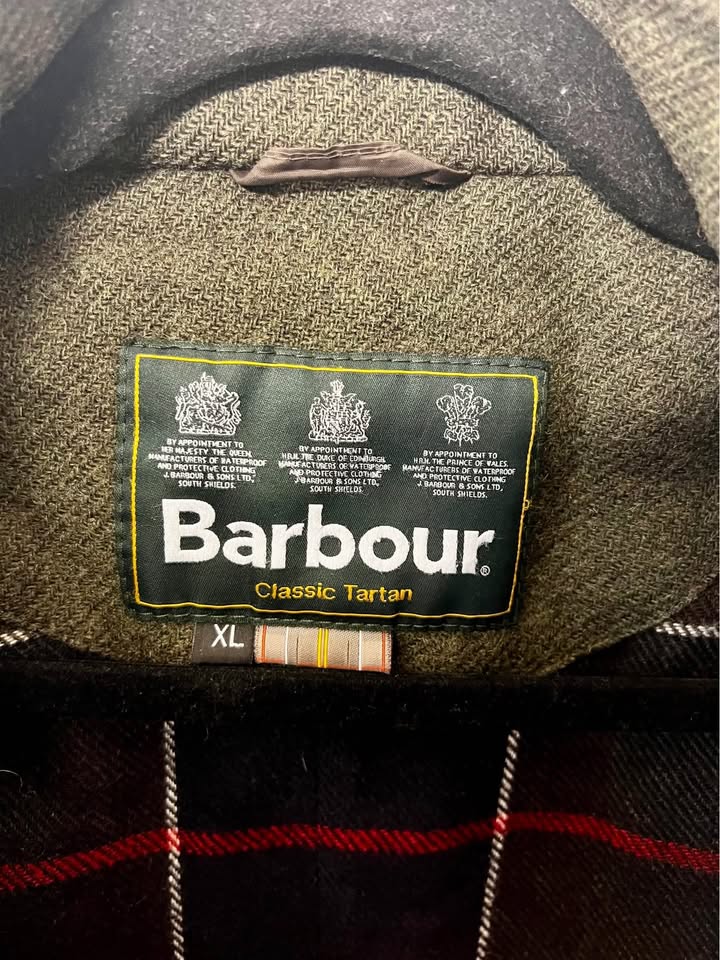 BY APPOINTMENT TO
HER MAJESTY THE QUEEN,
MANUFACTURERS OF WATERPROOF
AND PROTECTIVE CLOTHING
J. BARBOUR & SONS LTD,
SOUTH SHIELDS.
BY APPOINTMENT TO
H.R.H. THE DUKE OF EDINBURGH,
MANUFACTURERS OF WATERPROOF
AND PROTECTIVE CLOTHING
J. BARBOUR & SONS LTD,
SOUTH SHIELDS.
BY APPOINTMENT TO
H.R.H. THE PRINCE OF WALES,
MANUFACTURERS OF WATERPROOF
AND PROTECTIVE CLOTHING
J. BARBOUR & SONS LTD,
SOUTH SHIELDS.
Barbour®
Classic Tartan
XL